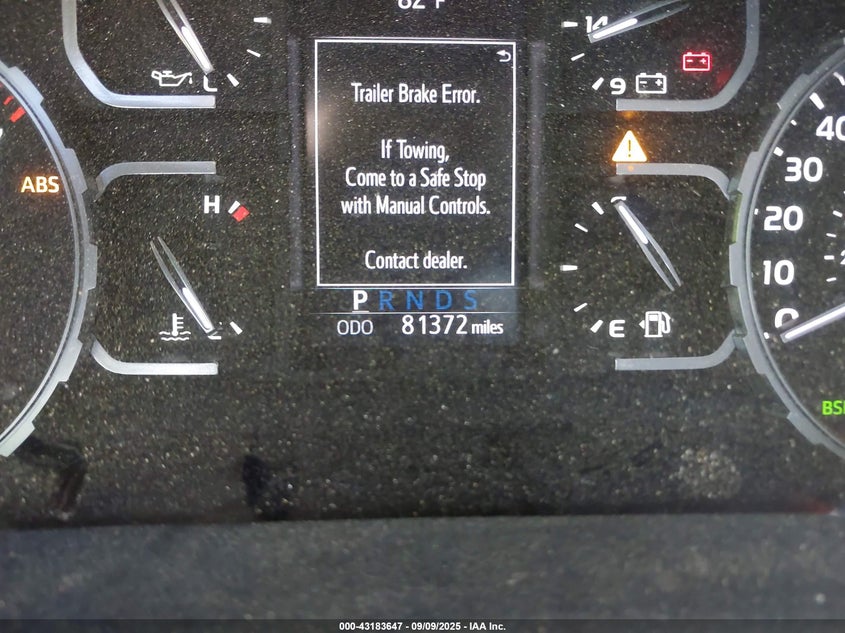 82°F
14
L
9
Trailer Brake Error.
If Towing,
Come to a Safe Stop
with Manual Controls.
Contact dealer.
ABS
H
40
30
20
10
0
E
P R N D S
ODO 81372 miles
000-43183647 - 09/09/2025 - IAA Inc.